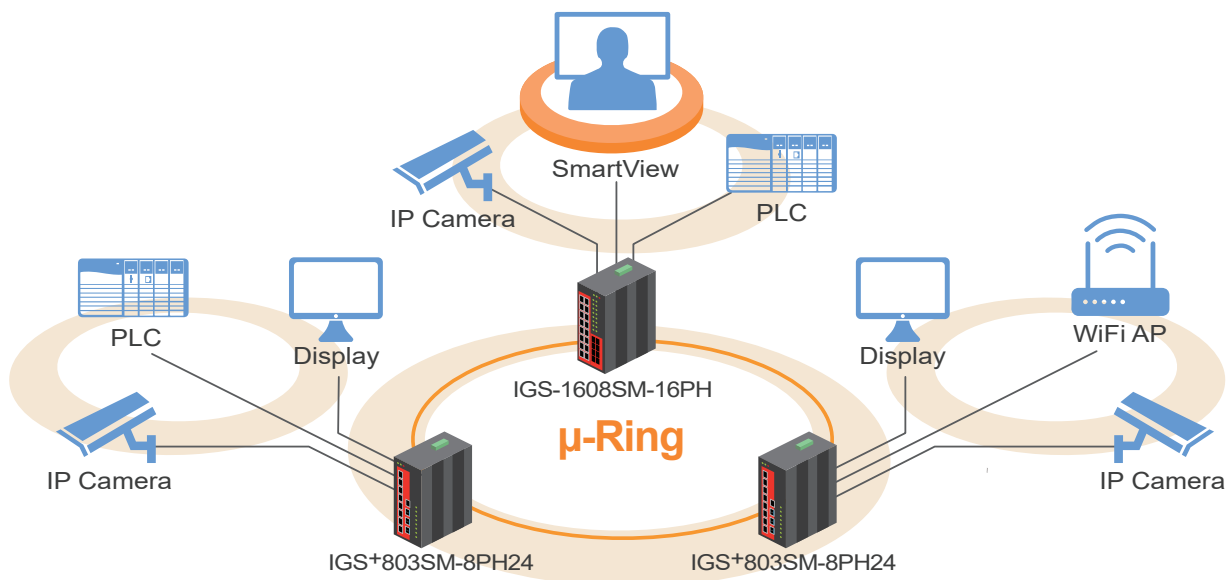 SmartView
IP Camera
PLC
PLC
Display
Display
WiFi AP
IGS-1608SM-16PH
μ-Ring
IP Camera
IP Camera
IGS+803SM-8PH24
IGS+803SM-8PH24